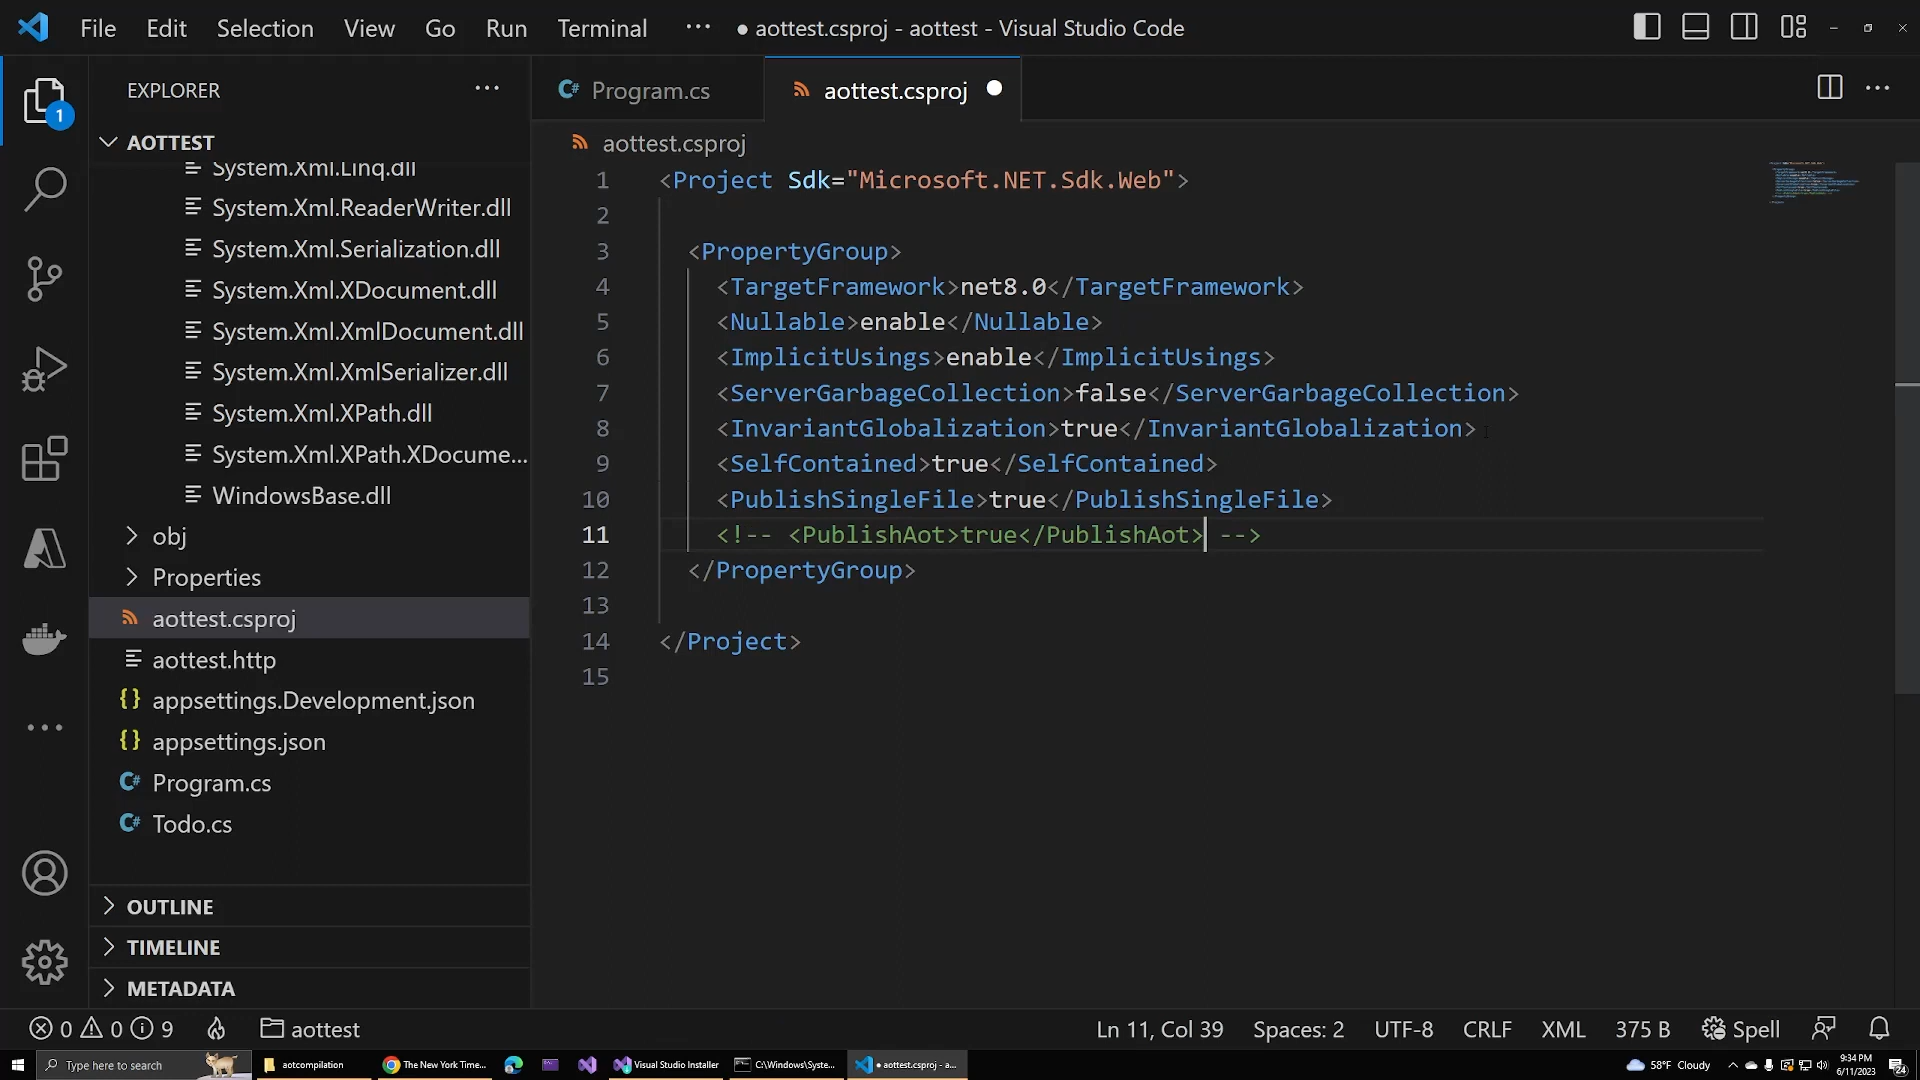 File Edit Selection View Go Run Terminal ··· ● aottest.csproj - aottest - Visual Studio Code
EXPLORER ···
Program.cs
aottest.csproj ●
1
AOTTEST
aottest.csproj
System.Xml.Linq.dll
System.Xml.ReaderWriter.dll
System.Xml.Serialization.dll
System.Xml.XDocument.dll
System.Xml.XmlDocument.dll
System.Xml.XmlSerializer.dll
System.Xml.XPath.dll
System.Xml.XPath.XDocume...
WindowsBase.dll
obj
Properties
aottest.csproj
aottest.http
appsettings.Development.json
appsettings.json
Program.cs
Todo.cs
OUTLINE
TIMELINE
METADATA
1 <Project Sdk="Microsoft.NET.Sdk.Web">
2
3 <PropertyGroup>
4 <TargetFramework>net8.0</TargetFramework>
5 <Nullable>enable</Nullable>
6 <ImplicitUsings>enable</ImplicitUsings>
7 <ServerGarbageCollection>false</ServerGarbageCollection>
8 <InvariantGlobalization>true</InvariantGlobalization>
9 <SelfContained>true</SelfContained>
10 <PublishSingleFile>true</PublishSingleFile>
11 <!-- <PublishAot>true</PublishAot> -->
12 </PropertyGroup>
13
14 </Project>
15
0 0 9 aottest Ln 11, Col 39 Spaces: 2 UTF-8 CRLF XML 375 B Spell
Type here to search aotcompilation The New York Time... Visual Studio Installer C:\Windows\Syste... ● aottest.csproj - a... 58°F Cloudy 9:34 PM
6/11/2023
24